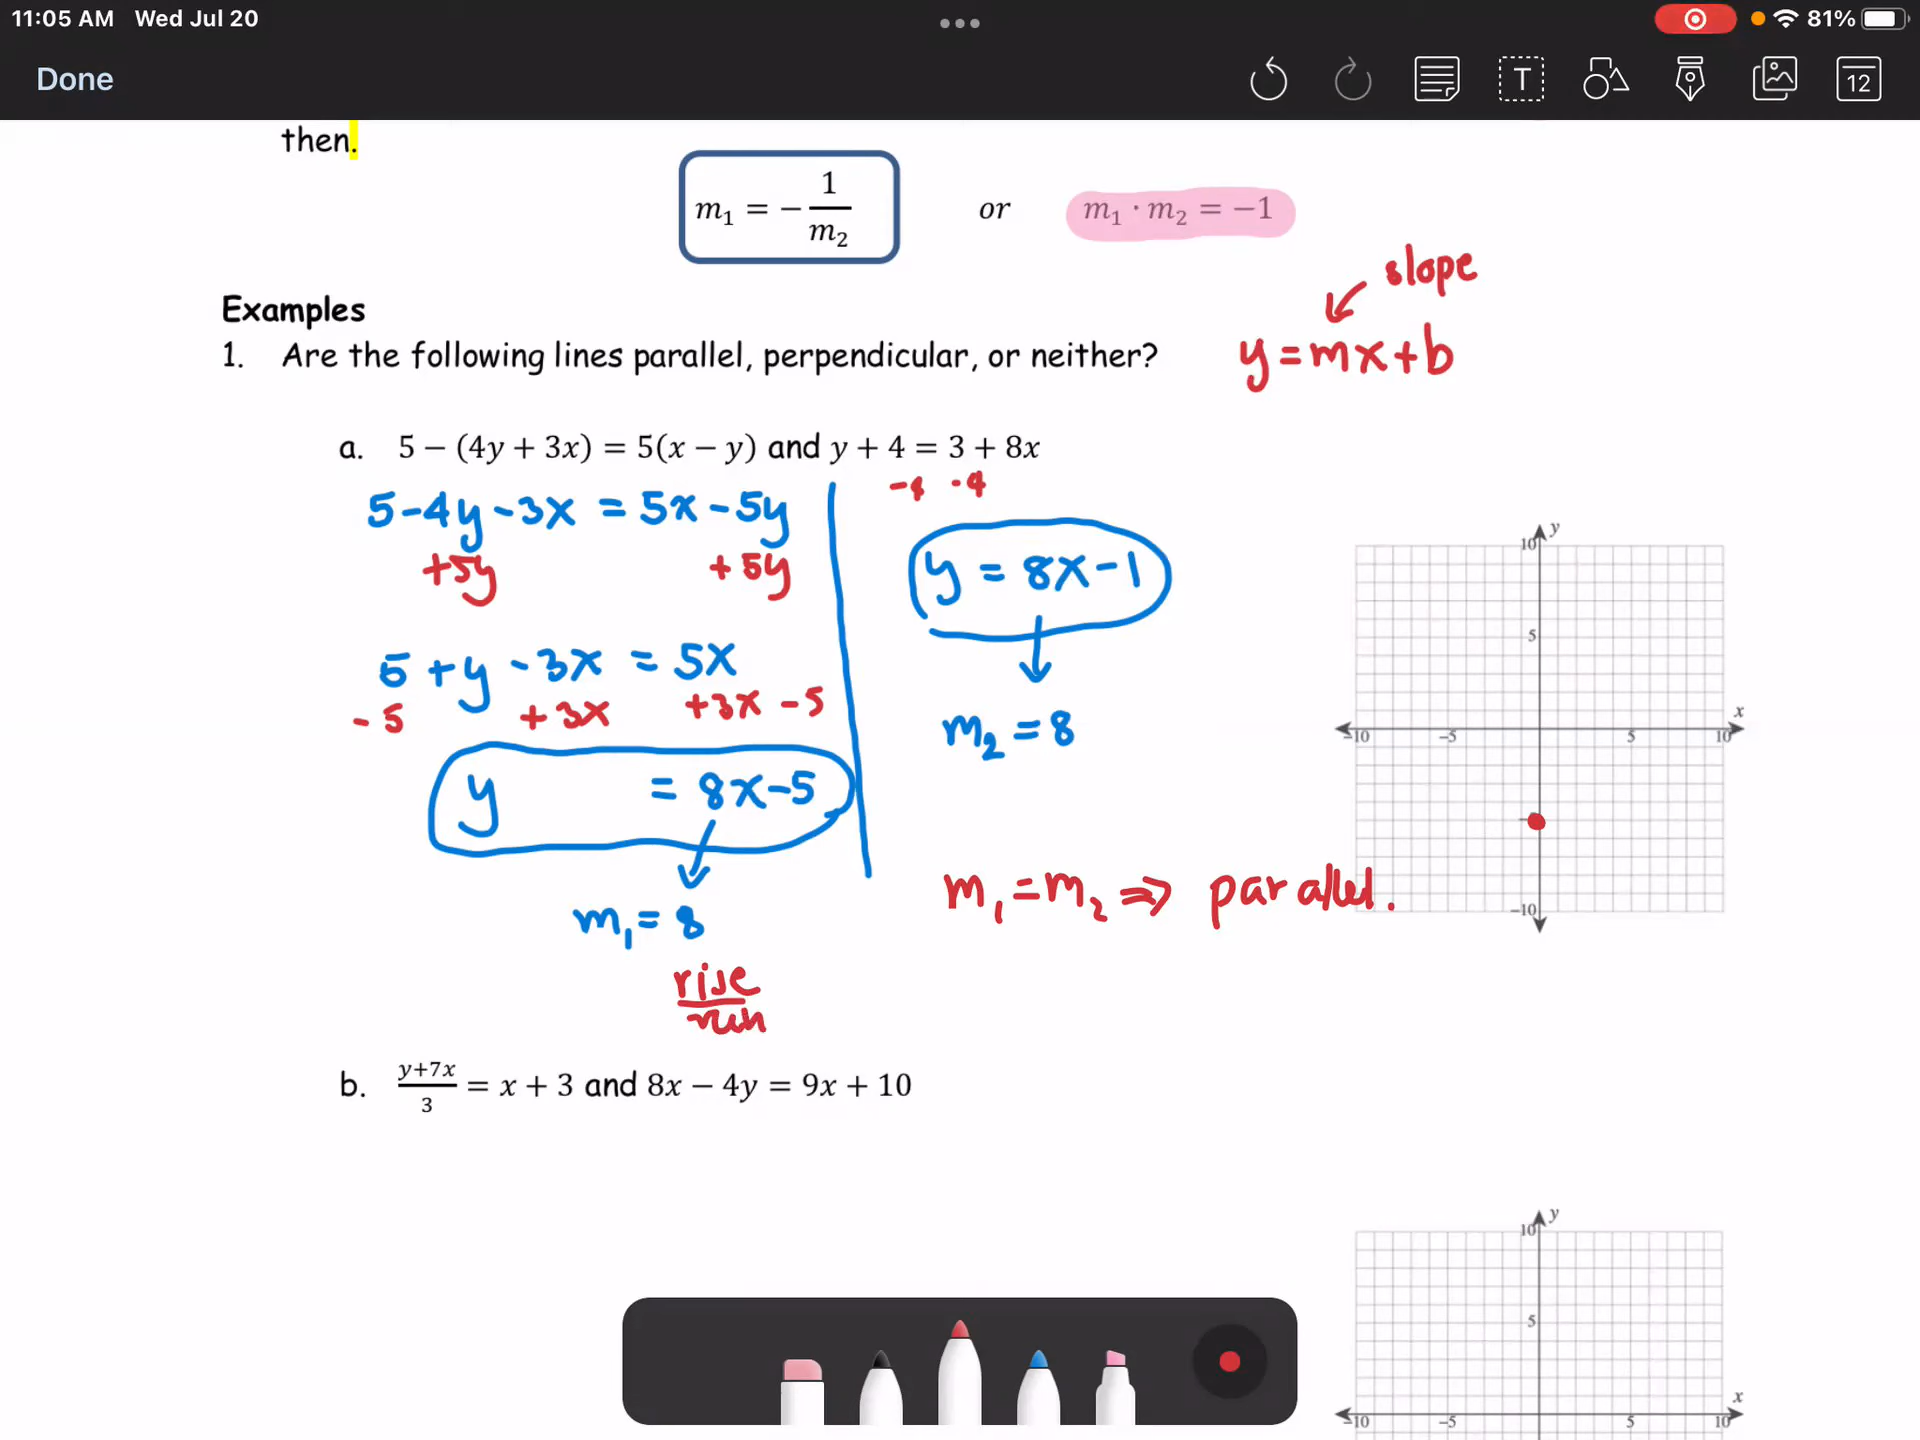 11:05 AM Wed Jul 20
81%
Done
T
12
then.
m₁ = −1/m₂ or m₁ · m₂ = −1
slope
Examples
1. Are the following lines parallel, perpendicular, or neither?
y = mx + b
a. 5 − (4y + 3x) = 5(x − y) and y + 4 = 3 + 8x
-4 -4
5 - 4y - 3x = 5x - 5y
+5y +5y
y = 8x - 1
5 + y - 3x = 5x
-5 +3x +3x -5
m₂ = 8
y = 8x - 5
m₁ = m₂ ⇒ parallel.
m₁ = 8
rise
run
y
10
5
x
−10 −5 5 10
−10
b. (y+7x)/3 = x + 3 and 8x − 4y = 9x + 10
y
10
5
x
−10 −5 5 10